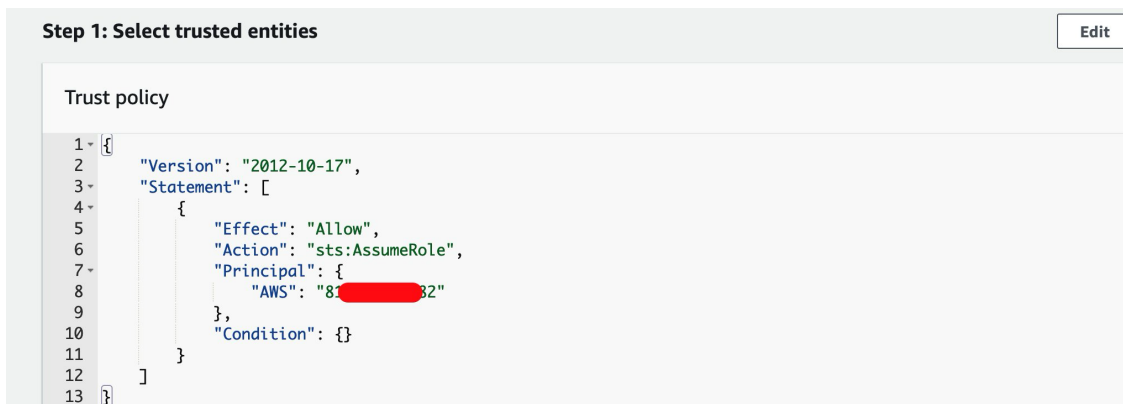 Step 1: Select trusted entities
Edit
Trust policy
1 {
2 "Version": "2012-10-17",
3 "Statement": [
4 {
5 "Effect": "Allow",
6 "Action": "sts:AssumeRole",
7 "Principal": {
8 "AWS": "81 32"
9 },
10 "Condition": {}
11 }
12 ]
13 }